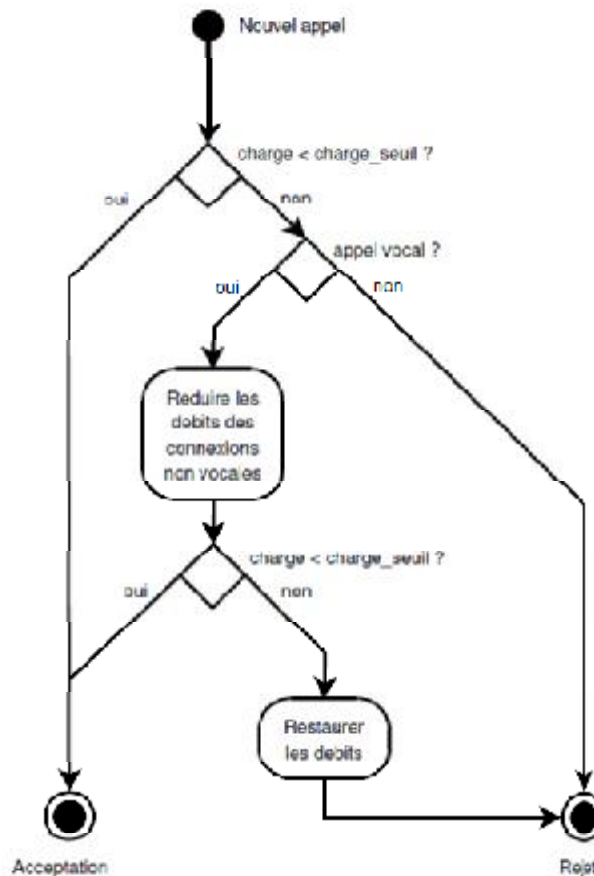 Nouvel appel
charge < charge_seuil ?
oui
non
appel vocal ?
oui
non
Reduire les
debits des
connexions
non vocales
charge < charge_seuil ?
oui
non
Restaurer
les debits
Acceptation
Rejet